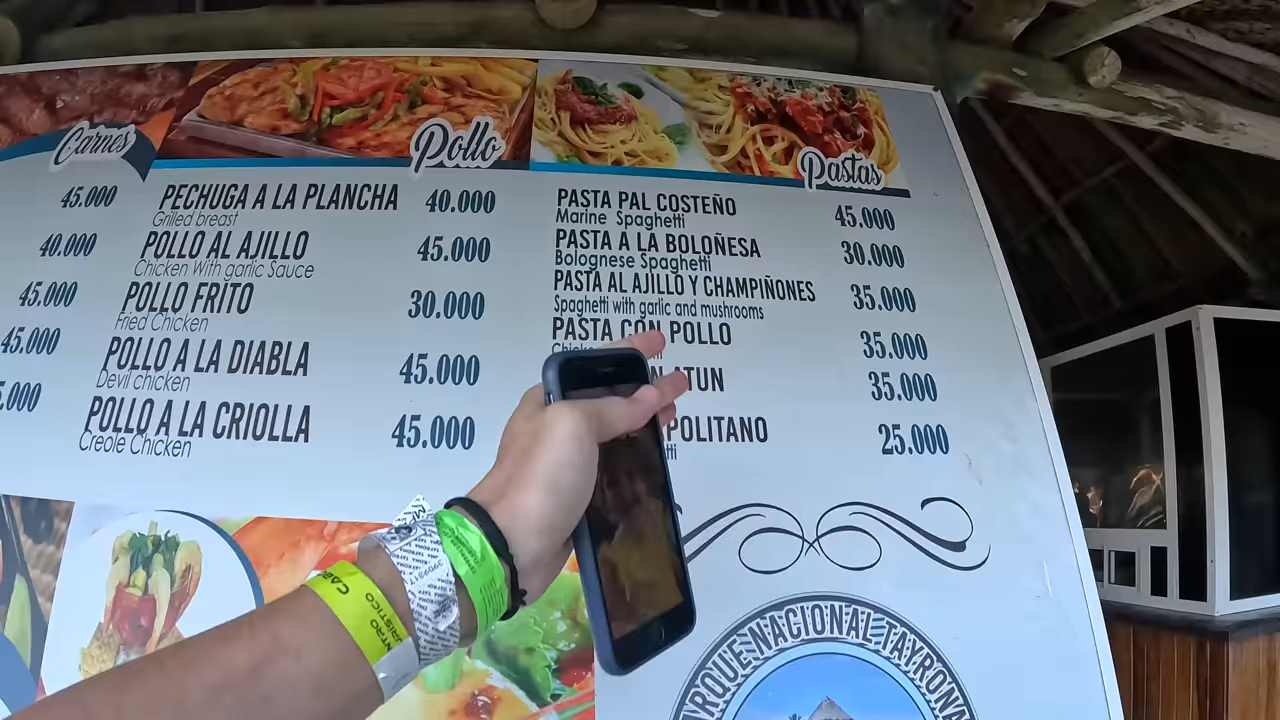 Carnes
45.000
40.000
45.000
45.000
5.000
Pollo
PECHUGA A LA PLANCHA 40.000
Grilled breast
POLLO AL AJILLO 45.000
Chicken With garlic Sauce
POLLO FRITO 30.000
Fried Chicken
POLLO A LA DIABLA 45.000
Devil chicken
POLLO A LA CRIOLLA 45.000
Creole Chicken
Pastas
PASTA PAL COSTEÑO 45.000
Marine Spaghetti
PASTA A LA BOLOÑESA 30.000
Bolognese Spaghetti
PASTA AL AJILLO Y CHAMPIÑONES 35.000
Spaghetti with garlic and mushrooms
PASTA CON POLLO 35.000
N ATUN 35.000
POLITANO 25.000
RQUE NACIONAL TAYRONA
CAB
NTRO
URÍSTICO